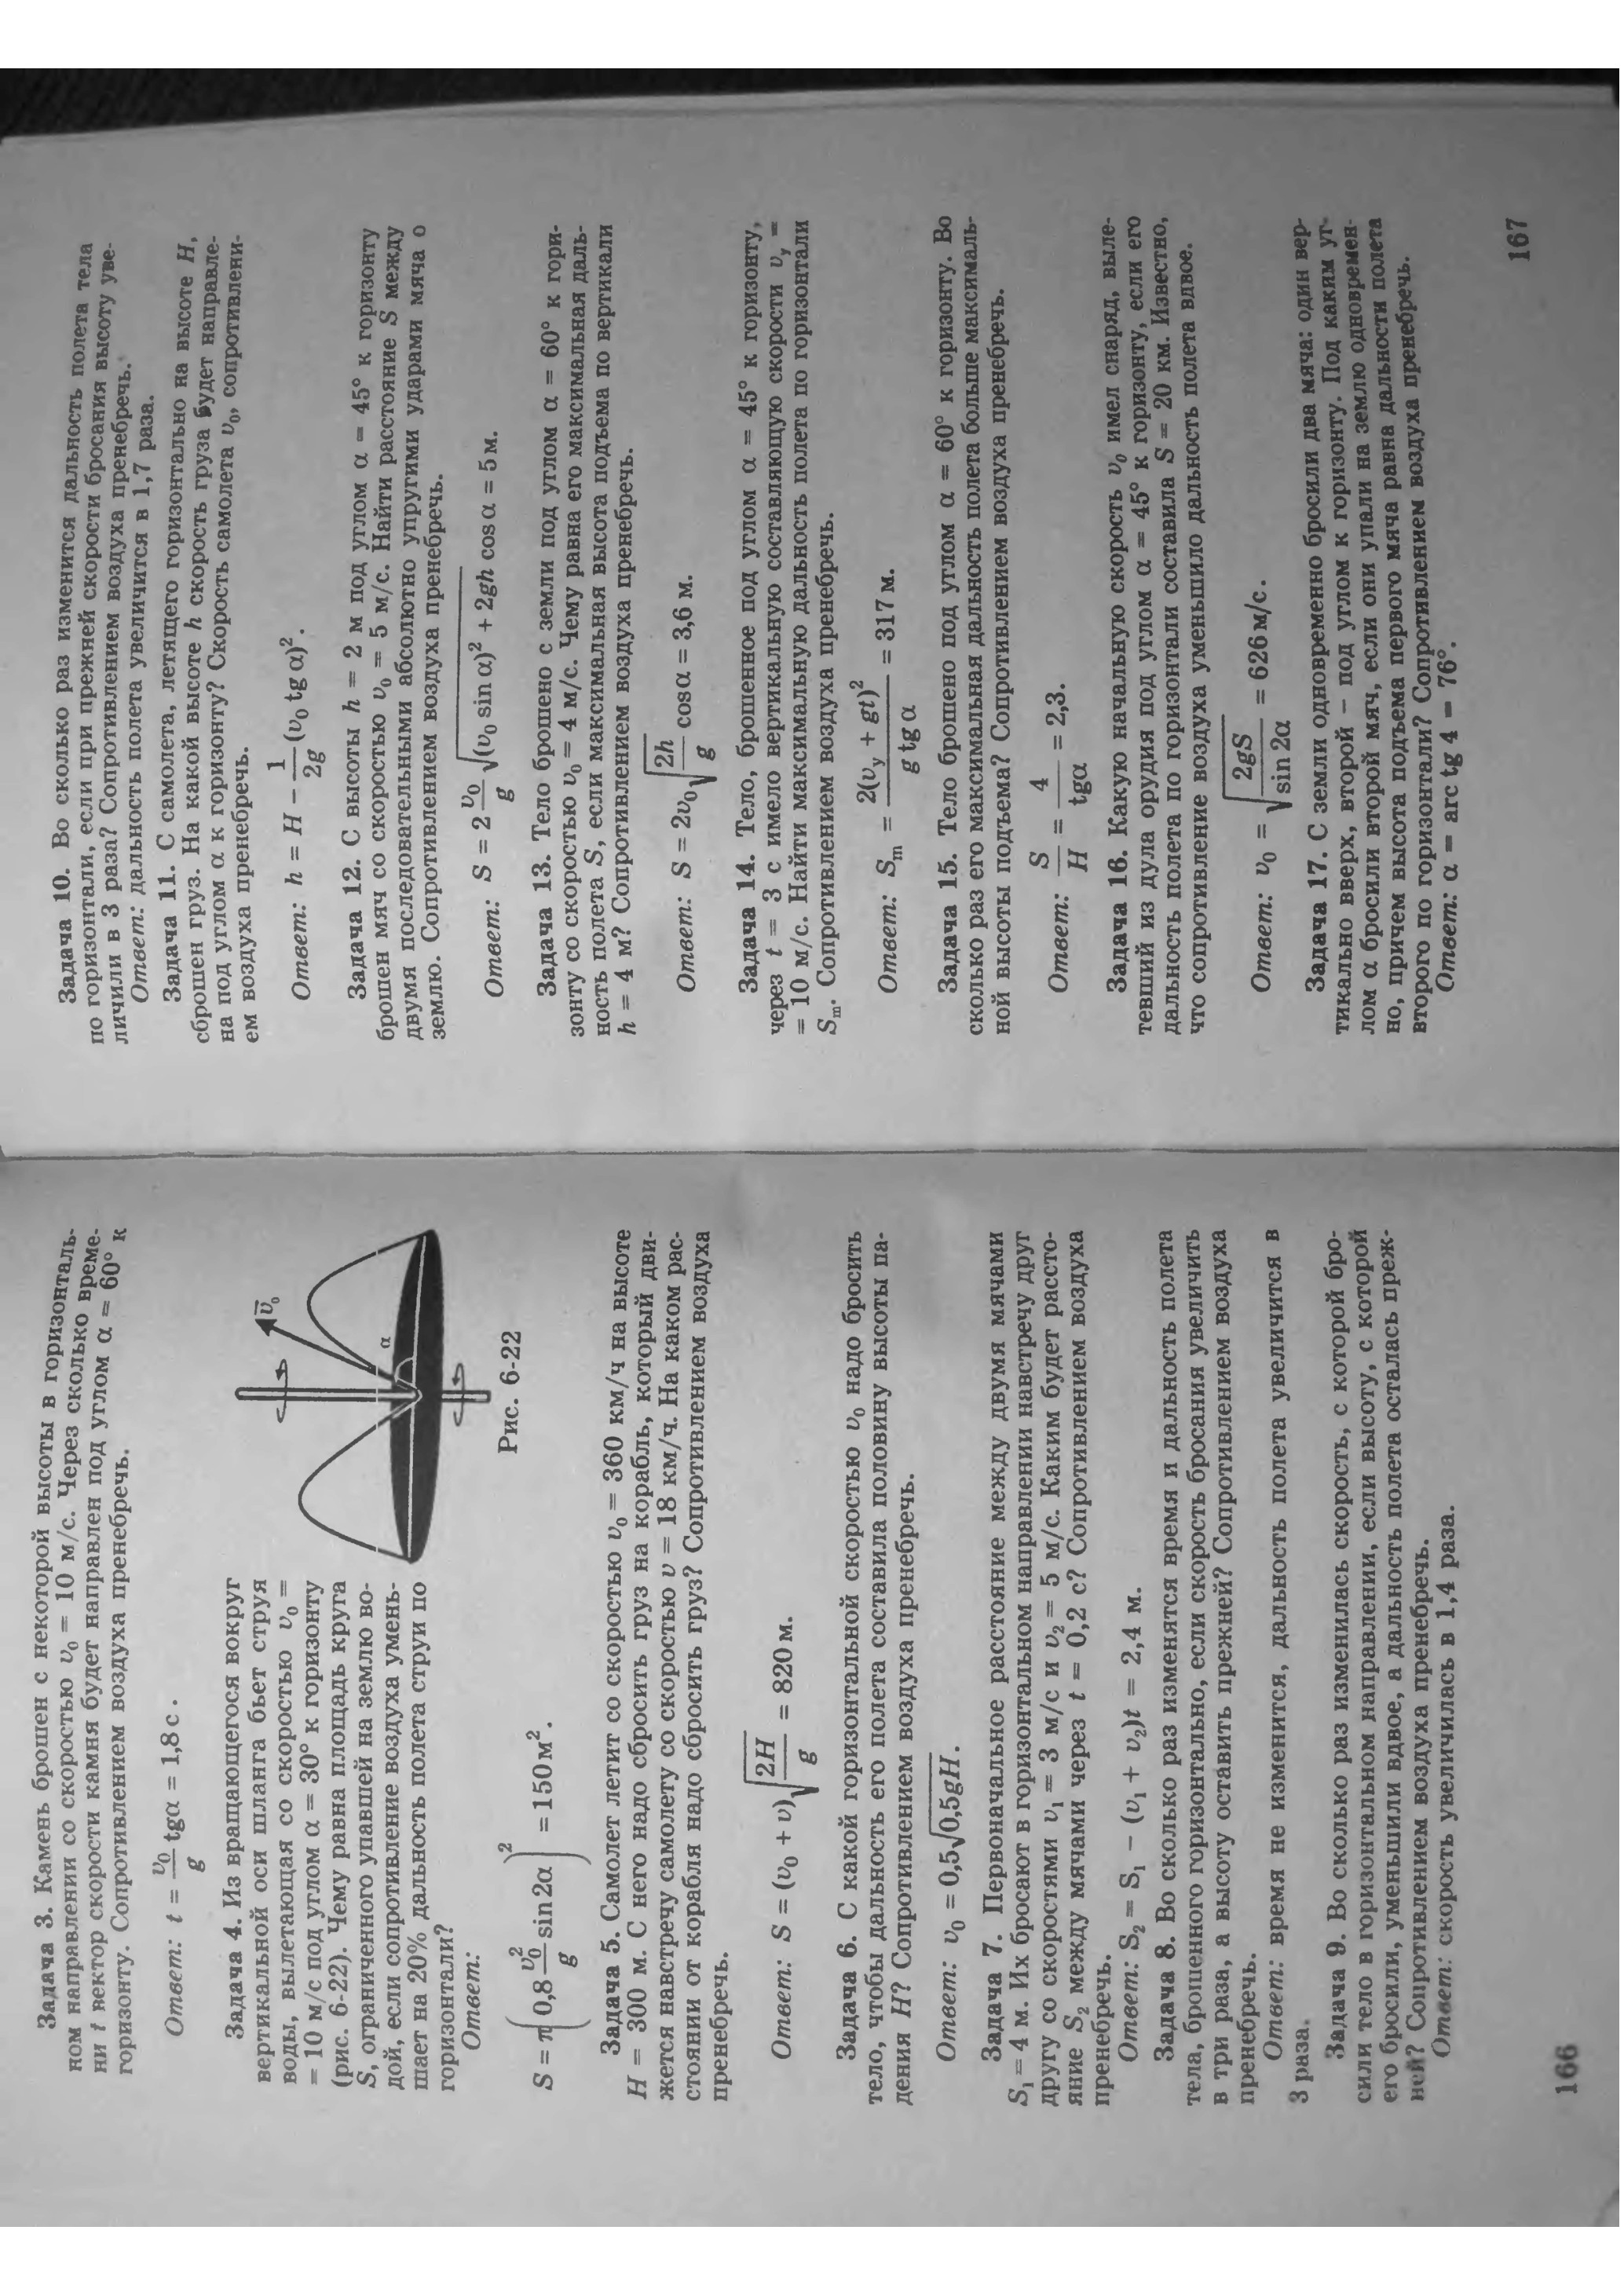 Задача 3. Камень брошен с некоторой высоты в горизонталь-
ном направлении со скоростью v₀ = 10 м/с. Через сколько време-
ни t вектор скорости камня будет направлен под углом α = 60° к
горизонту. Сопротивлением воздуха пренебречь.
Ответ: t = v₀/g tgα = 1,8 с.
Задача 4. Из вращающегося вокруг
вертикальной оси шланга бьет струя
воды, вылетающая со скоростью v₀ =
= 10 м/с под углом α = 30° к горизонту
(рис. 6-22). Чему равна площадь круга
S, ограниченного упавшей на землю во-
дой, если сопротивление воздуха умень-
шает на 20% дальность полета струи по
горизонтали?
Ответ:
S = π(0,8 v₀²/g sin 2α)² = 150 м².
v̄₀
α
Рис. 6-22
Задача 5. Самолет летит со скоростью v₀ = 360 км/ч на высоте
H = 300 м. С него надо сбросить груз на корабль, который дви-
жется навстречу самолету со скоростью v = 18 км/ч. На каком рас-
стоянии от корабля надо сбросить груз? Сопротивлением воздуха
пренебречь.
Ответ: S = (v₀ + v)√(2H/g) = 820 м.
Задача 6. С какой горизонтальной скоростью v₀ надо бросить
тело, чтобы дальность его полета составила половину высоты па-
дения H? Сопротивлением воздуха пренебречь.
Ответ: v₀ = 0,5√(0,5gH).
Задача 7. Первоначальное расстояние между двумя мячами
S₁ = 4 м. Их бросают в горизонтальном направлении навстречу друг
другу со скоростями v₁ = 3 м/с и v₂ = 5 м/с. Каким будет рассто-
яние S₂ между мячами через t = 0,2 с? Сопротивлением воздуха
пренебречь.
Ответ: S₂ = S₁ − (v₁ + v₂)t = 2,4 м.
Задача 8. Во сколько раз изменятся время и дальность полета
тела, брошенного горизонтально, если скорость бросания увеличить
в три раза, а высоту оставить прежней? Сопротивлением воздуха
пренебречь.
Ответ: время не изменится, дальность полета увеличится в
3 раза.
Задача 9. Во сколько раз изменилась скорость, с которой бро-
сили тело в горизонтальном направлении, если высоту, с которой
его бросили, уменьшили вдвое, а дальность полета осталась преж-
ней? Сопротивлением воздуха пренебречь.
Ответ: скорость увеличилась в 1,4 раза.
166
Задача 10. Во сколько раз изменится дальность полета тела
по горизонтали, если при прежней скорости бросания высоту уве-
личили в 3 раза? Сопротивлением воздуха пренебречь.
Ответ: дальность полета увеличится в 1,7 раза.
Задача 11. С самолета, летящего горизонтально на высоте H,
сброшен груз. На какой высоте h скорость груза будет направле-
на под углом α к горизонту? Скорость самолета v₀, сопротивлени-
ем воздуха пренебречь.
Ответ: h = H − 1/2g (v₀ tg α)².
Задача 12. С высоты h = 2 м под углом α = 45° к горизонту
брошен мяч со скоростью v₀ = 5 м/с. Найти расстояние S между
двумя последовательными абсолютно упругими ударами мяча о
землю. Сопротивлением воздуха пренебречь.
Ответ: S = 2 v₀/g √((v₀ sin α)² + 2gh) cos α = 5 м.
Задача 13. Тело брошено с земли под углом α = 60° к гори-
зонту со скоростью v₀ = 4 м/с. Чему равна его максимальная даль-
ность полета S, если максимальная высота подъема по вертикали
h = 4 м? Сопротивлением воздуха пренебречь.
Ответ: S = 2v₀√(2h/g) cosα = 3,6 м.
Задача 14. Тело, брошенное под углом α = 45° к горизонту,
через t = 3 с имело вертикальную составляющую скорости vᵧ =
= 10 м/с. Найти максимальную дальность полета по горизонтали
Sₘ. Сопротивлением воздуха пренебречь.
Ответ: Sₘ = 2(vᵧ + gt)²/g tg α = 317 м.
Задача 15. Тело брошено под углом α = 60° к горизонту. Во
сколько раз его максимальная дальность полета больше максималь-
ной высоты подъема? Сопротивлением воздуха пренебречь.
Ответ: S/H = 4/tgα = 2,3.
Задача 16. Какую начальную скорость v₀ имел снаряд, выле-
тевший из дула орудия под углом α = 45° к горизонту, если его
дальность полета по горизонтали составила S = 20 км. Известно,
что сопротивление воздуха уменьшило дальность полета вдвое.
Ответ: v₀ = √(2gS/sin 2α) = 626 м/с.
Задача 17. С земли одновременно бросили два мяча: один вер-
тикально вверх, второй – под углом к горизонту. Под каким уг-
лом α бросили второй мяч, если они упали на землю одновремен-
но, причем высота подъема первого мяча равна дальности полета
второго по горизонтали? Сопротивлением воздуха пренебречь.
Ответ: α = arc tg 4 = 76°.
167